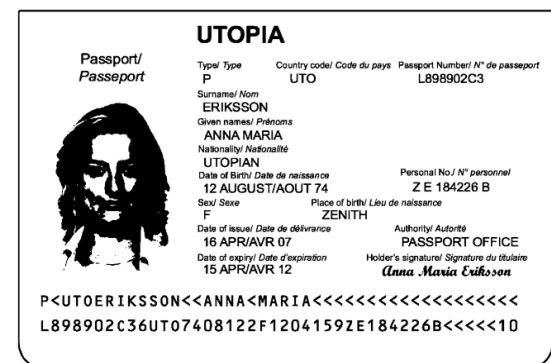 UTOPIA
Passport/
Passeport
Type/ Type Country code/ Code du pays Passport Number/ N° de passeport
P UTO L898902C3
Surname/ Nom
ERIKSSON
Given names/ Prénoms
ANNA MARIA
Nationality/ Nationalité
UTOPIAN
Date of Birth/ Date de naissance Personal No./ N° personnel
12 AUGUST/AOUT 74 Z E 184226 B
Sex/ Sexe Place of birth/ Lieu de naissance
F ZENITH
Date of issue/ Date de délivrance Authority/ Autorité
16 APR/AVR 07 PASSPORT OFFICE
Date of expiry/ Date d'expiration Holder's signature/ Signature du titulaire
15 APR/AVR 12 Anna Maria Eriksson
P<UTOERIKSSON<<ANNA<MARIA<<<<<<<<<<<<<<<<<<<
L898902C36UTO7408122F1204159ZE184226B<<<<<10